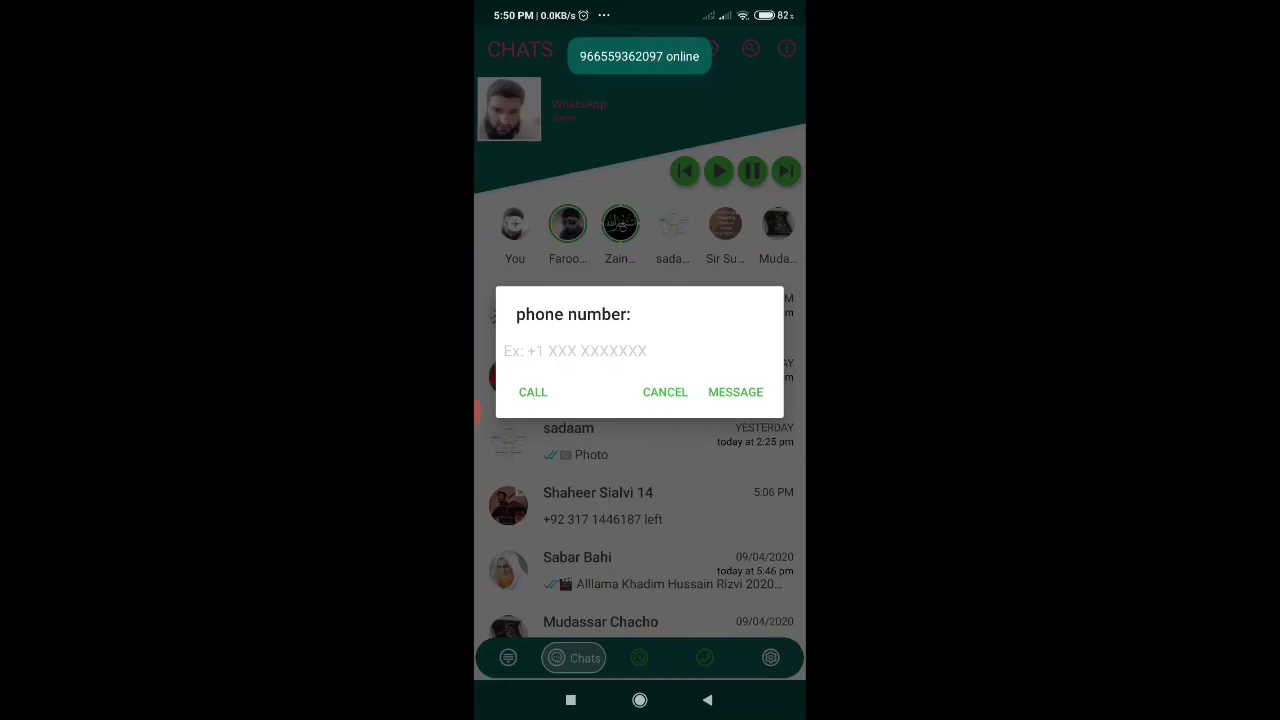 5:50 PM | 0.0KB/s
82%
CHATS
966559362097 online
WhatsApp
You
Faroo...
Zain...
sada...
Sir Su...
Muda...
M
m
phone number:
Ex: +1 XXX XXXXXXX
AY
m
CALL
CANCEL
MESSAGE
sadaam
YESTERDAY
today at 2:25 pm
Photo
Shaheer Sialvi 14
5:06 PM
+92 317 1446187 left
Sabar Bahi
09/04/2020
today at 5:46 pm
Alllama Khadim Hussain Rizvi 2020...
Mudassar Chacho
09/04/2020
Chats